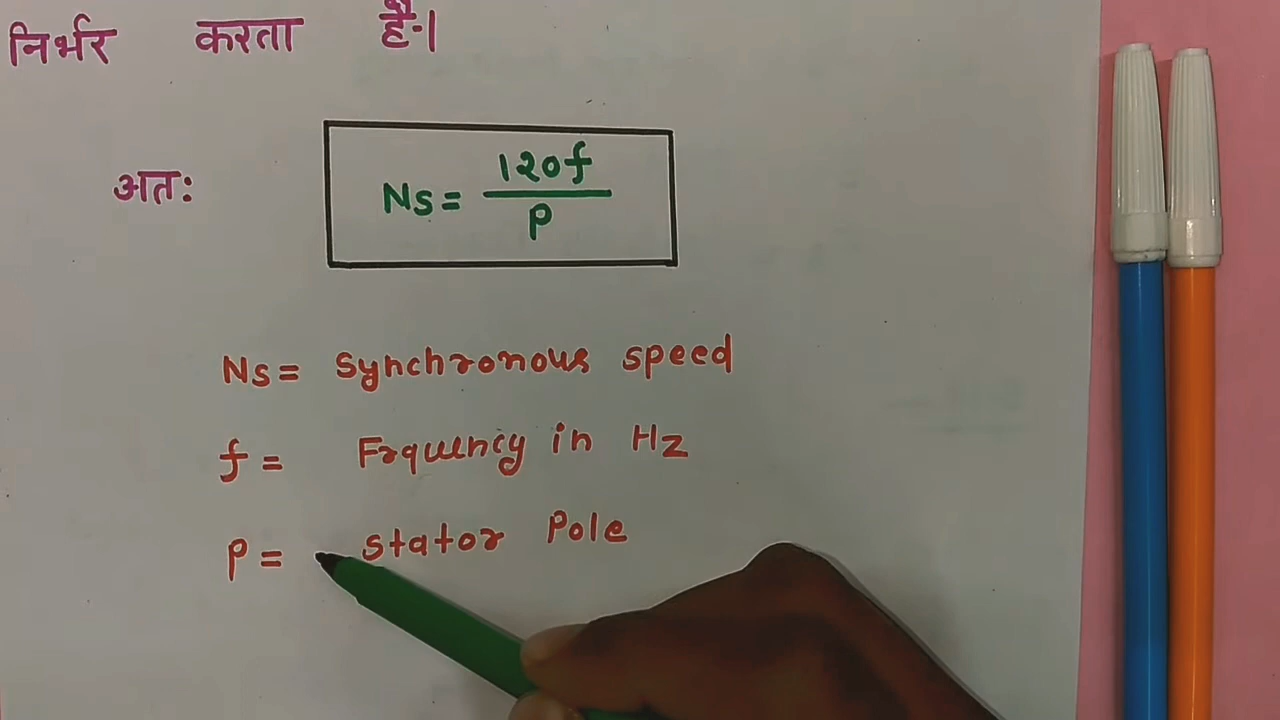 निर्भर करता है-।
अतः
Ns = 120f / P
Ns = Synchronous speed
f = Frquency in Hz
P = Stator Pole